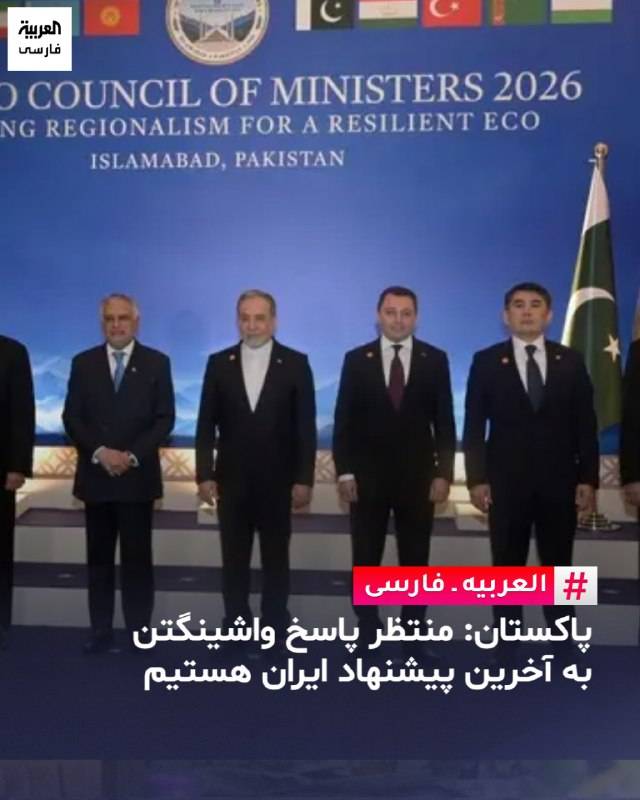 العربية
فارسی
O COUNCIL OF MINISTERS 2026
NG REGIONALISM FOR A RESILIENT ECO
ISLAMABAD, PAKISTAN
# العربیه ـ فارسی
پاکستان: منتظر پاسخ واشینگتن
به آخرین پیشنهاد ایران هستیم